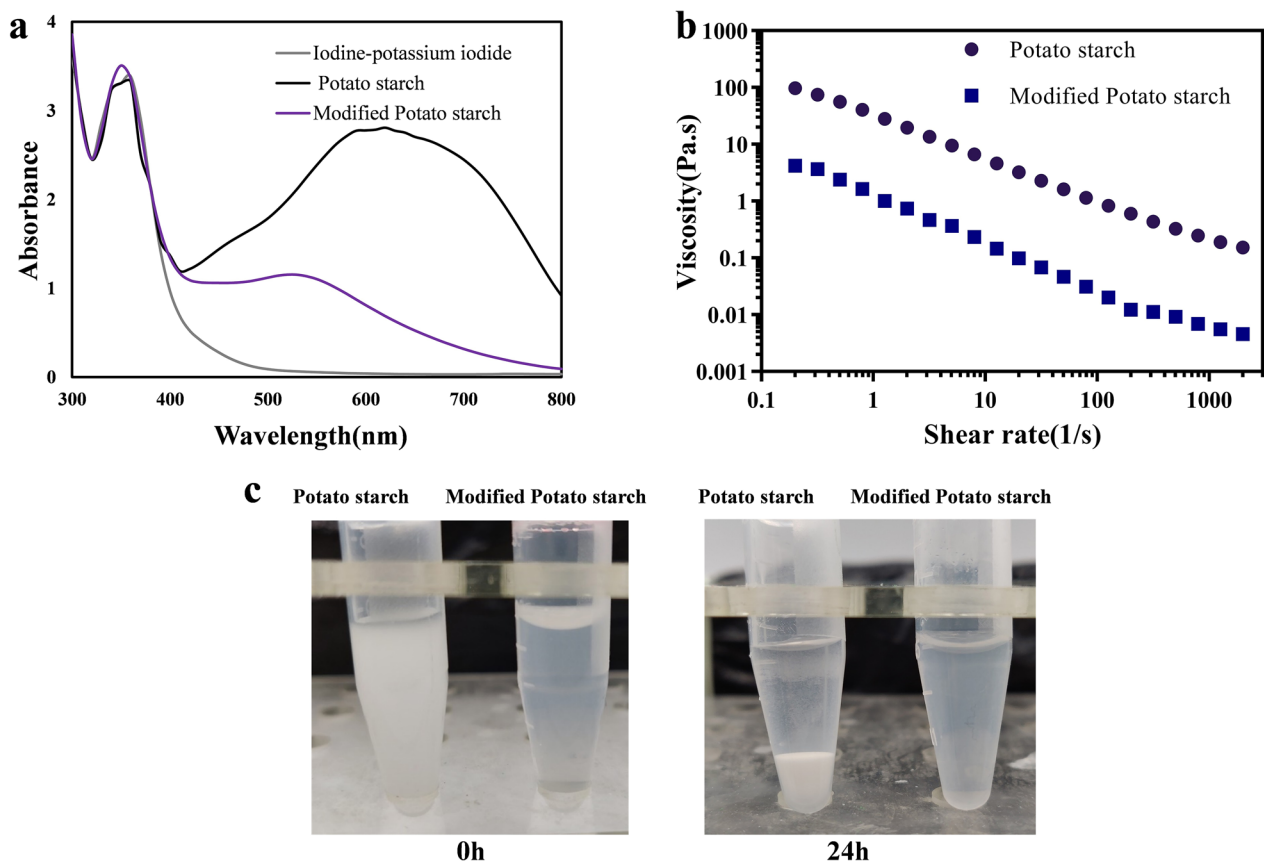 a
4
3
2
1
0
Absorbance
Iodine-potassium iodide
Potato starch
Modified Potato starch
300 400 500 600 700 800
Wavelength(nm)
b
1000
100
10
1
0.1
0.01
0.001
Viscosity(Pa.s)
Potato starch
Modified Potato starch
0.1 1 10 100 1000
Shear rate(1/s)
c
Potato starch Modified Potato starch
Potato starch Modified Potato starch
0h
24h